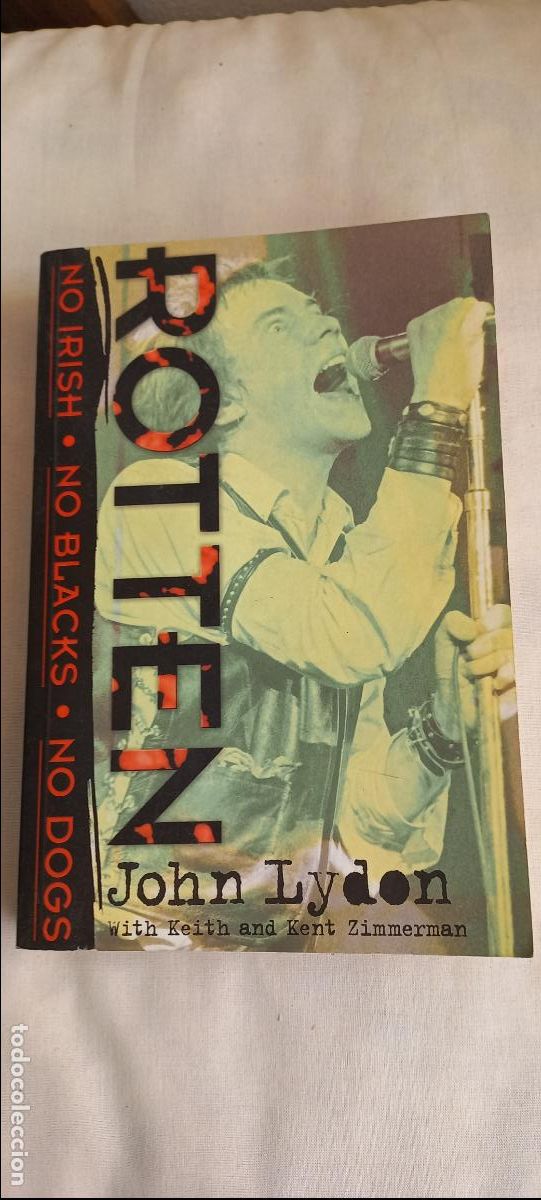 ROTTEN
NO IRISH • NO BLACKS • NO DOGS
John Lydon
With Keith and Kent Zimmerman
todocoleccion